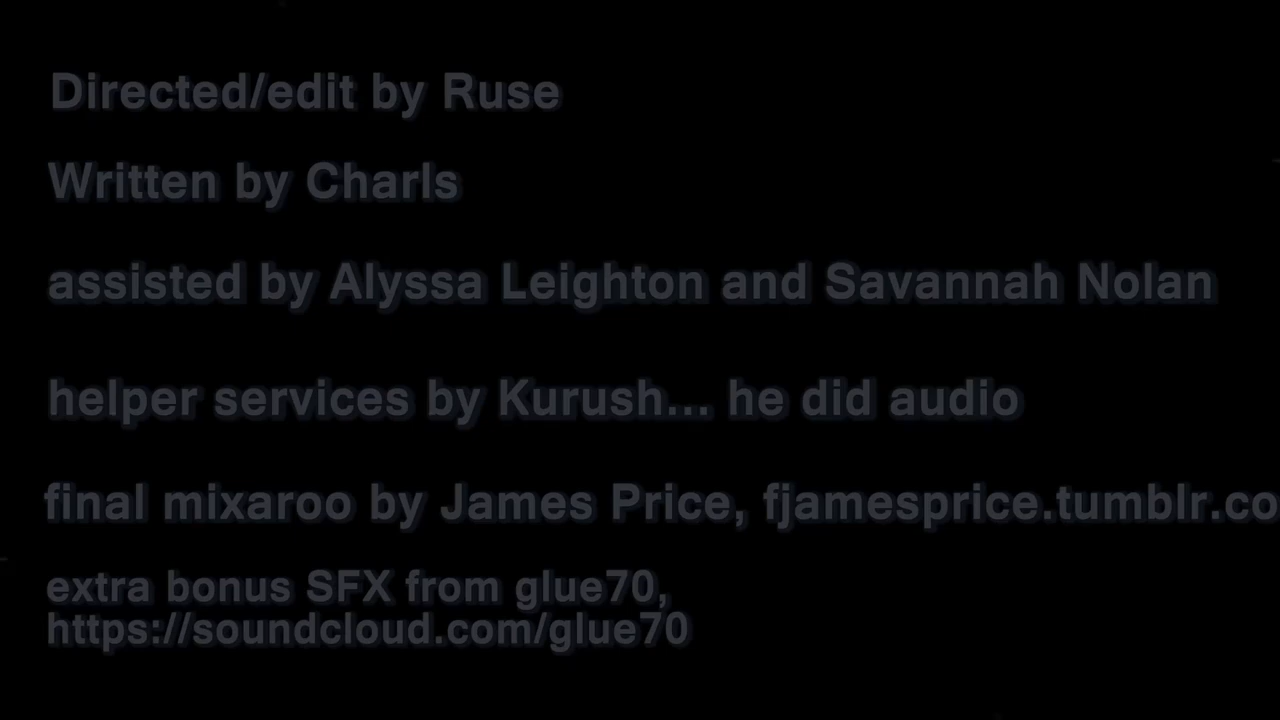 Directed/edit by Ruse
Written by Charls
assisted by Alyssa Leighton and Savannah Nolan
helper services by Kurush... he did audio
final mixaroo by James Price, fjamesprice.tumblr.co
extra bonus SFX from glue70,
https://soundcloud.com/glue70